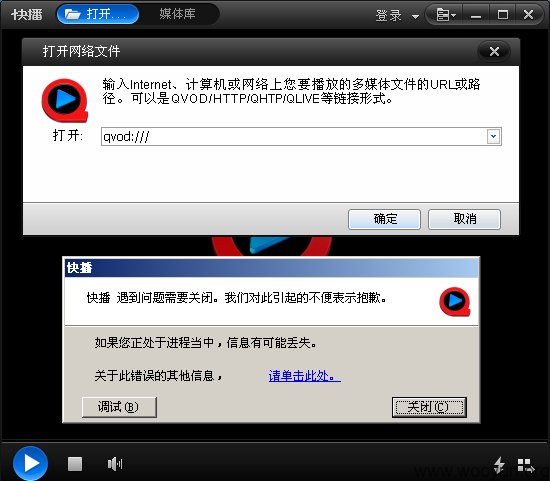 快播
打开...
媒体库
登录
打开网络文件
输入Internet、计算机或网络上您要播放的多媒体文件的URL或路
径。可以是QVOD/HTTP/QHTP/QLIVE等链接形式。
打开:
qvod:///
确定
取消
快播
快播 遇到问题需要关闭。我们对此引起的不便表示抱歉。
如果您正处于进程当中，信息有可能丢失。
关于此错误的其他信息，
请单击此处。
调试(B)
关闭(C)